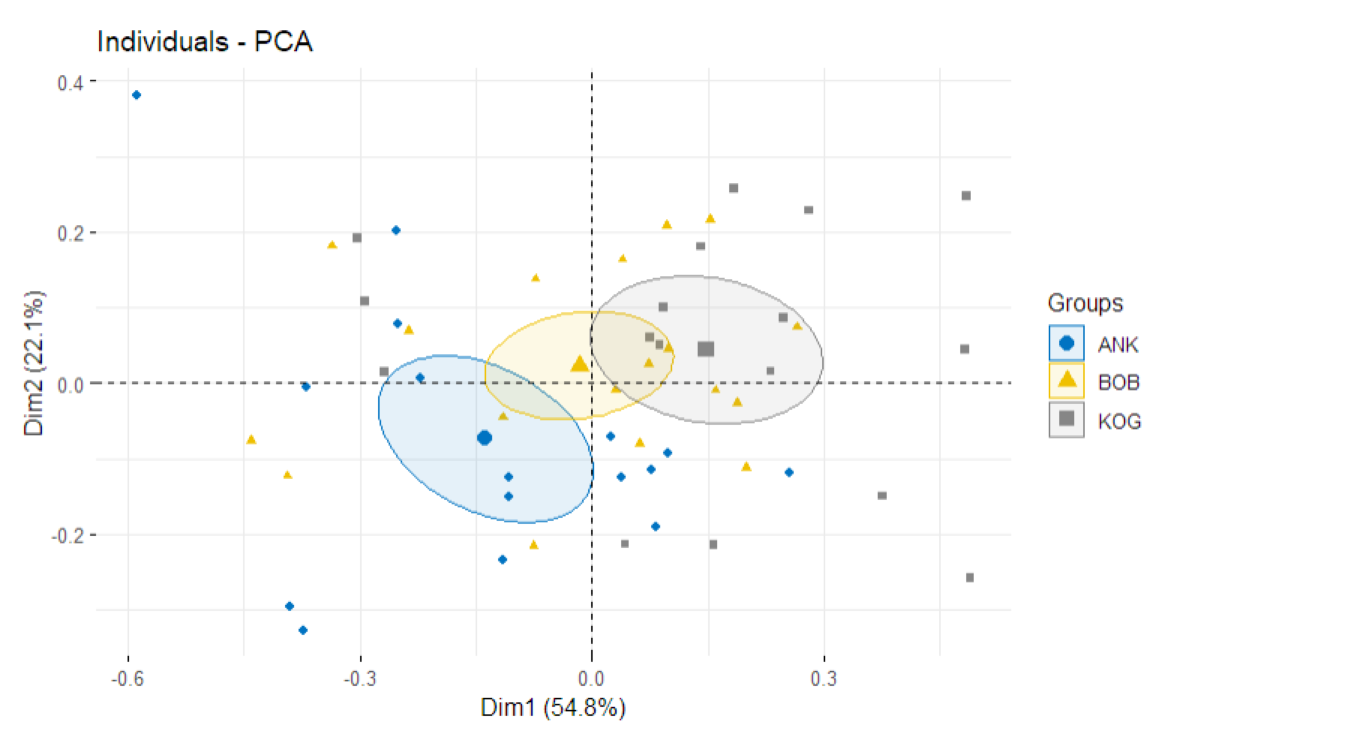 Individuals - PCA
0.4
0.2
0.0
-0.2
Dim2 (22.1%)
-0.6
-0.3
0.0
0.3
Dim1 (54.8%)
Groups
ANK
BOB
KOG